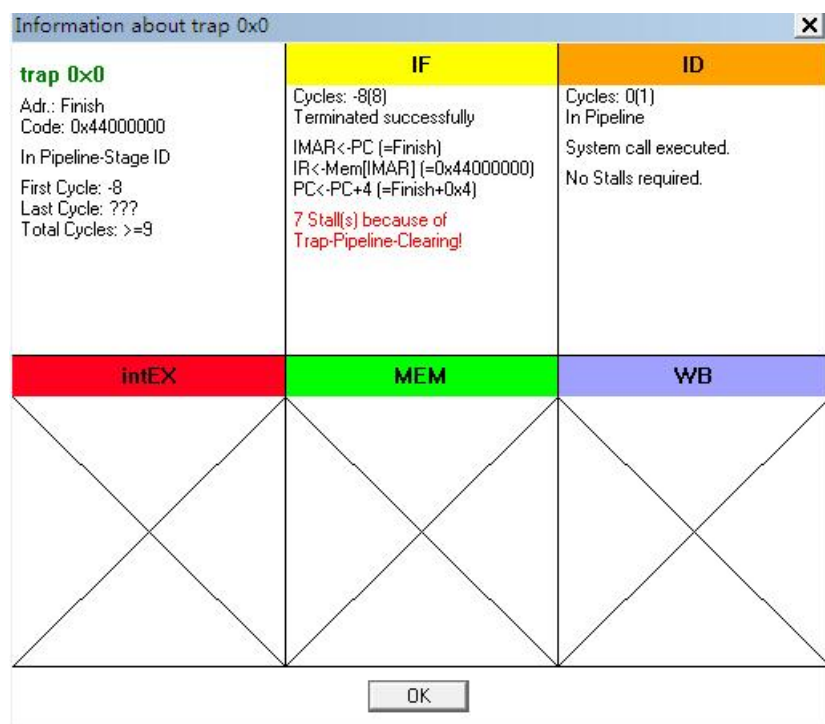 Information about trap 0x0
trap 0x0
Adr.: Finish
Code: 0x44000000
In Pipeline-Stage ID
First Cycle: -8
Last Cycle: ???
Total Cycles: >=9
IF
Cycles: -8(8)
Terminated successfully
IMAR<-PC (=Finish)
IR<-Mem[IMAR] (=0x44000000)
PC<-PC+4 (=Finish+0x4)
7 Stall(s) because of
Trap-Pipeline-Clearing!
ID
Cycles: 0(1)
In Pipeline
System call executed.
No Stalls required.
intEX
MEM
WB
OK